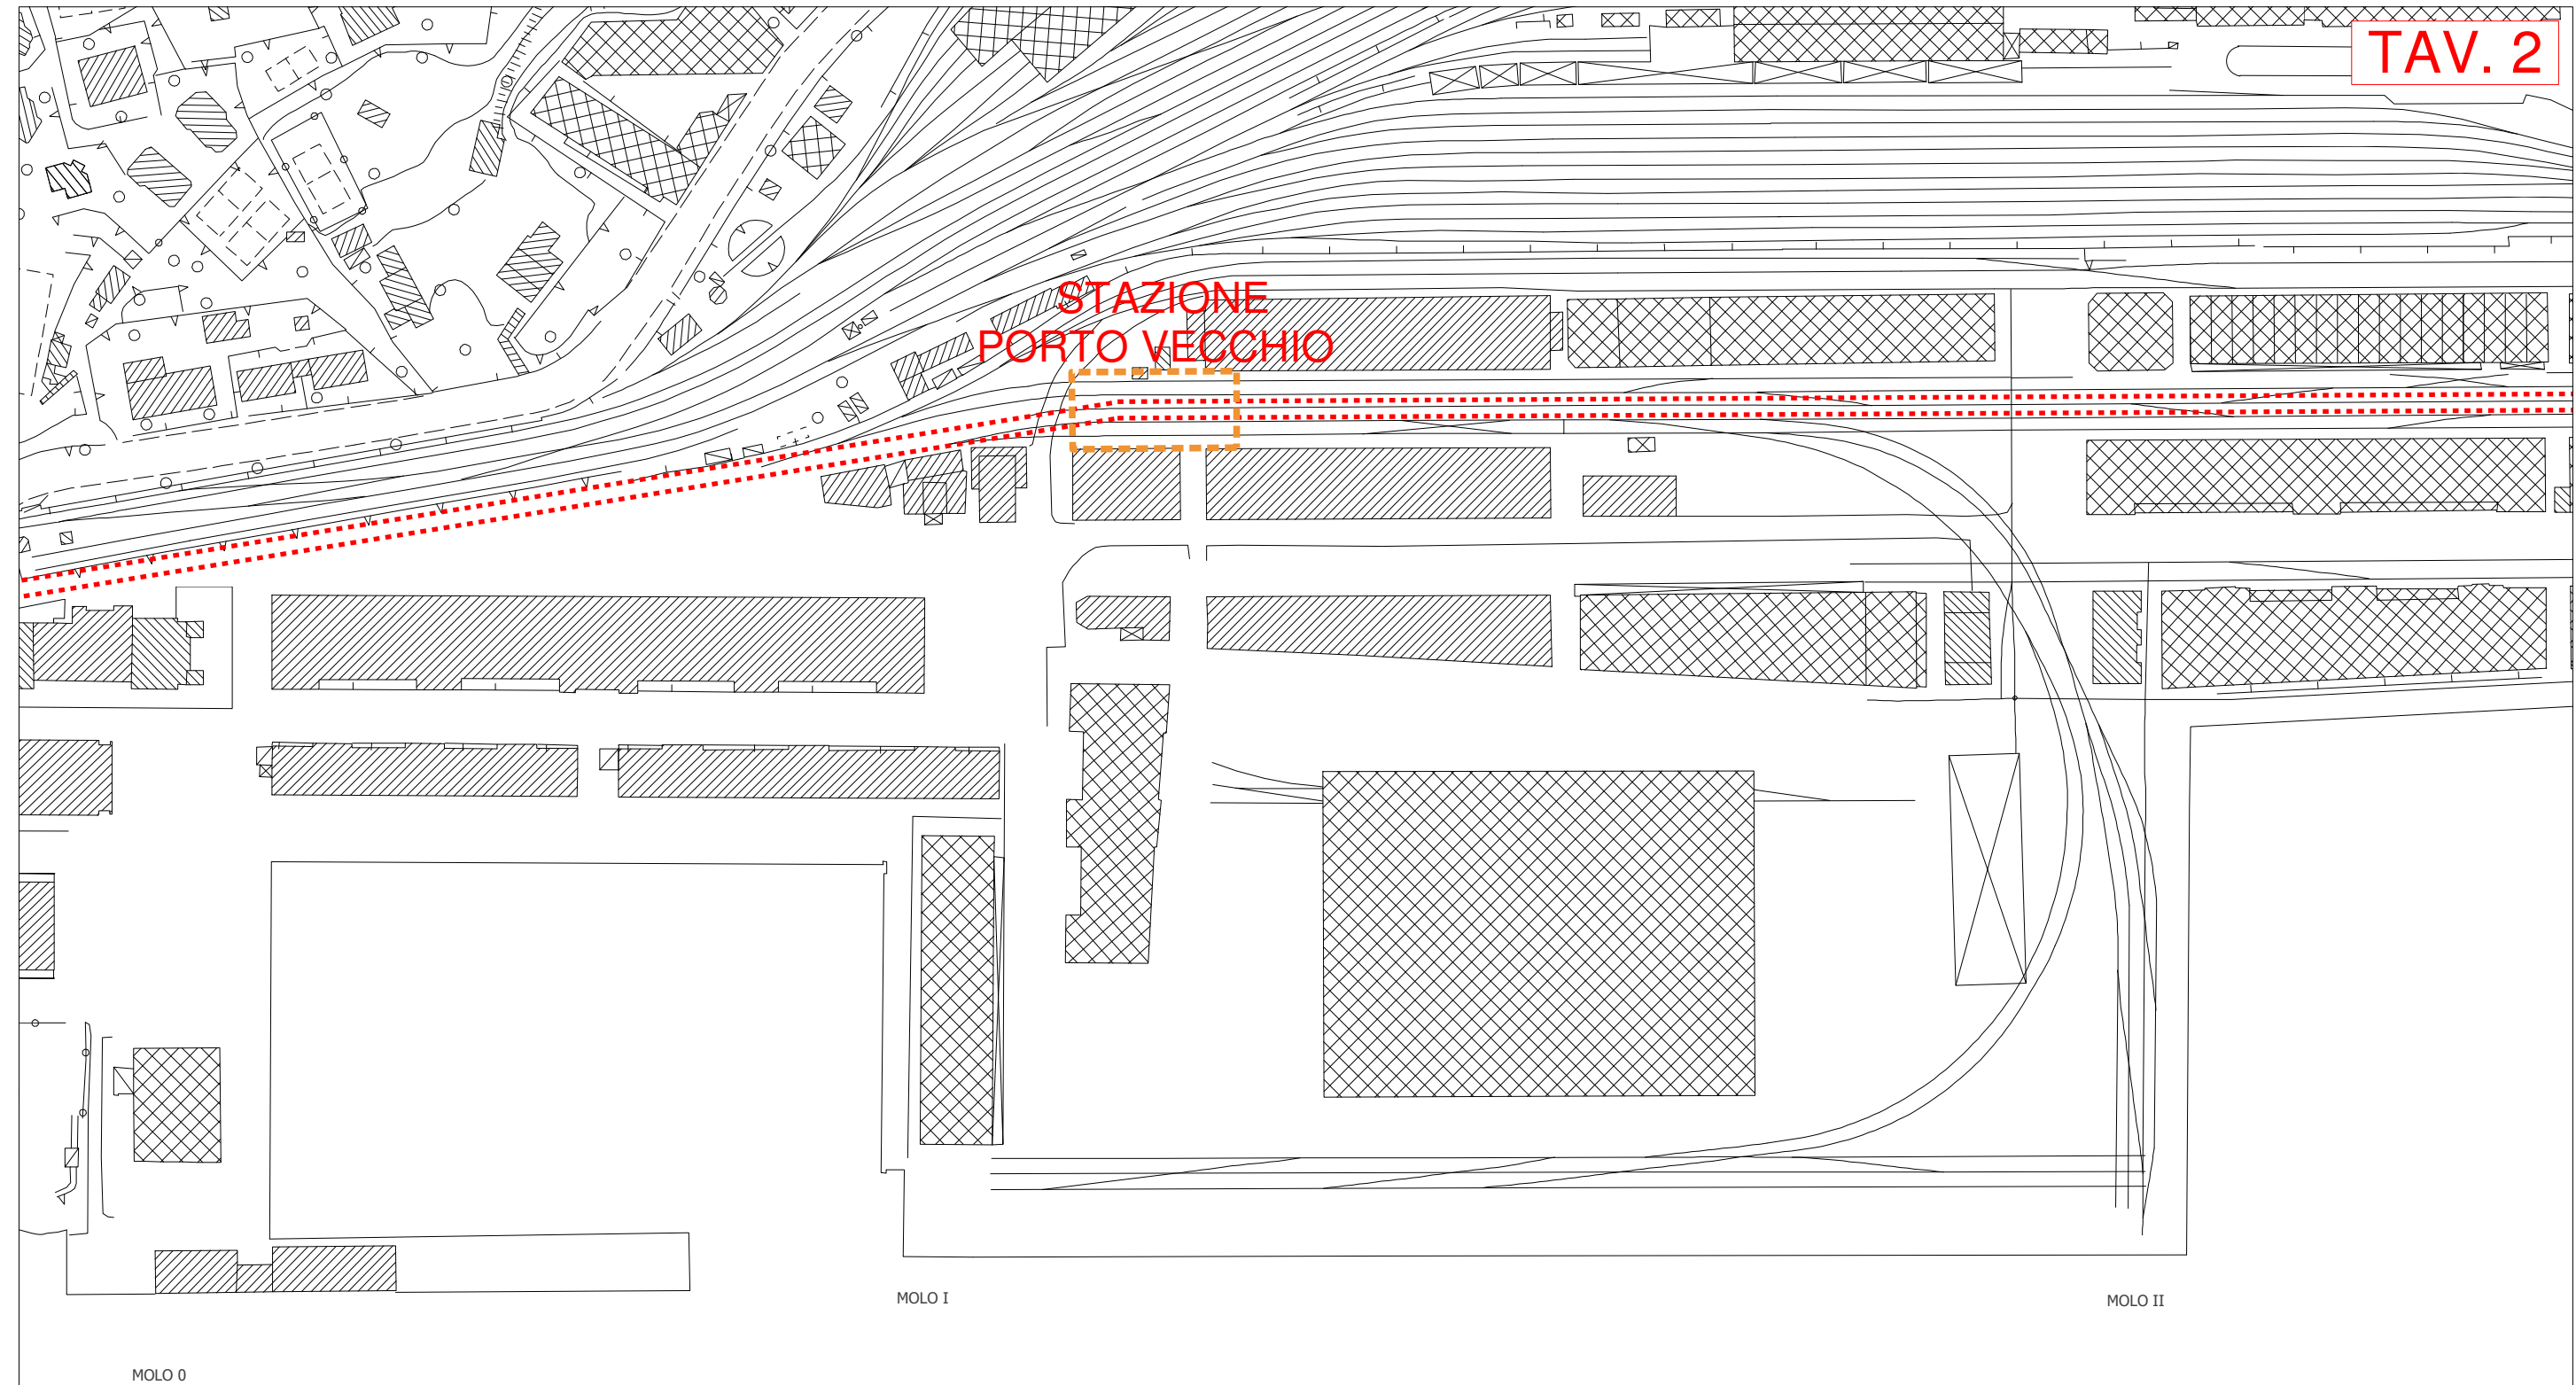 TAV. 2
STAZIONE
PORTO VECCHIO
MOLO I
MOLO II
MOLO 0